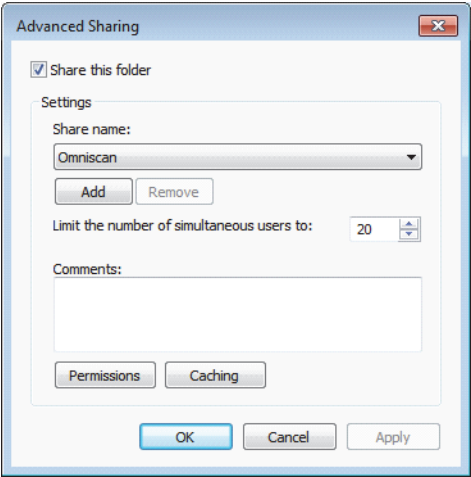 Advanced Sharing
Share this folder
Settings
Share name:
Omniscan
Add Remove
Limit the number of simultaneous users to: 20
Comments:
Permissions Caching
OK Cancel Apply